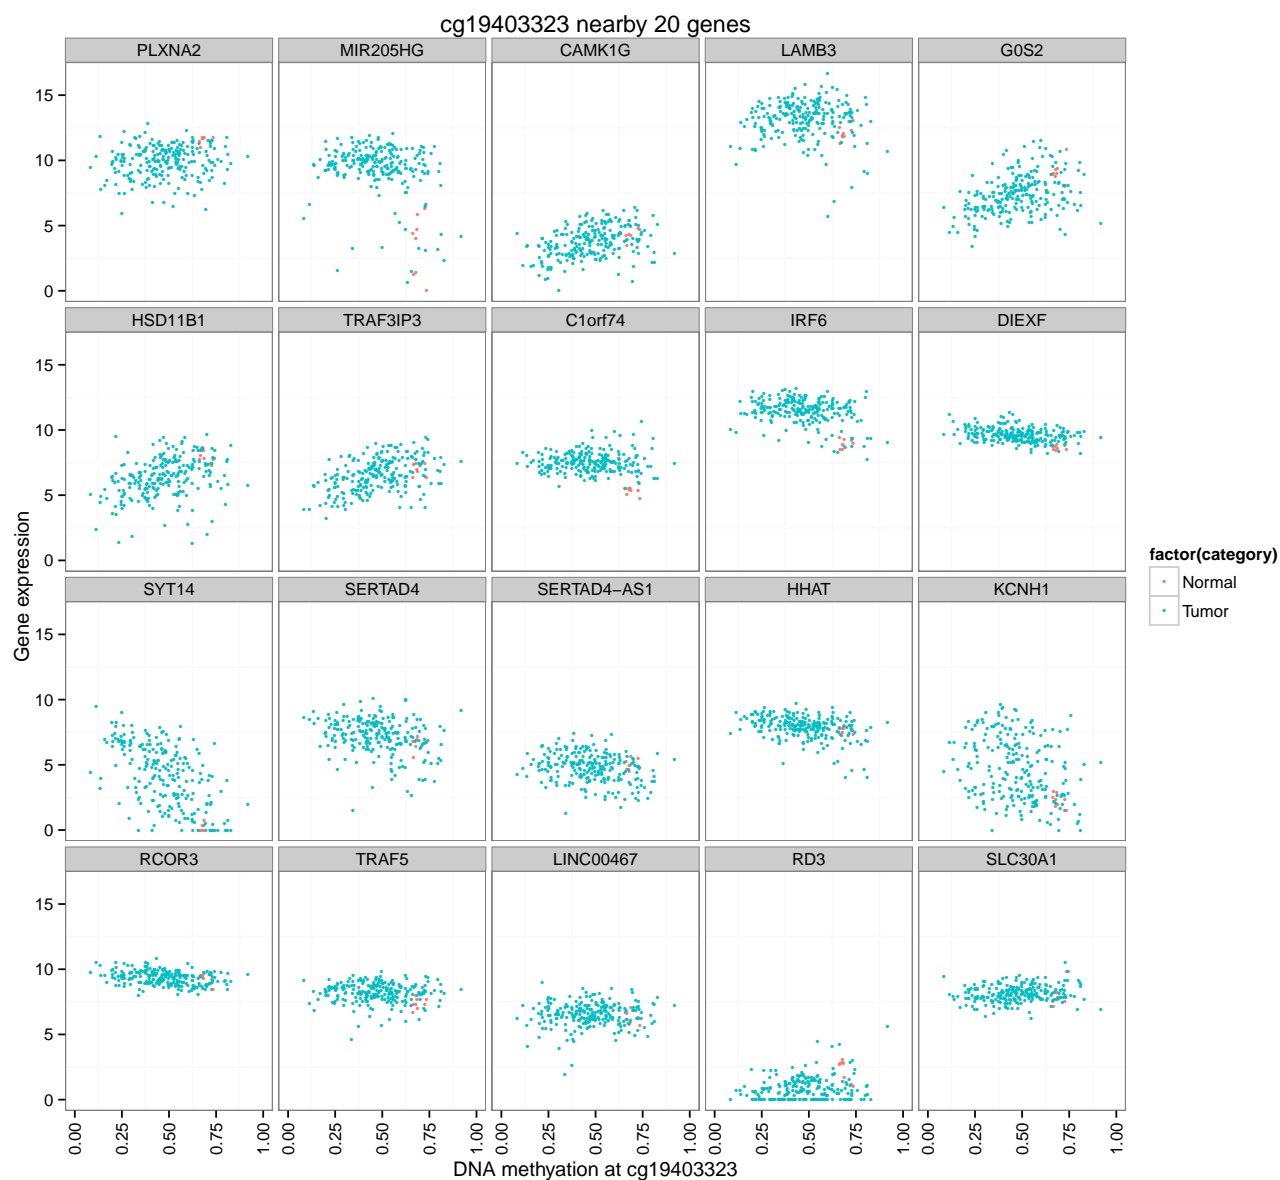 cg19403323 nearby 20 genes
PLXNA2 MIR205HG CAMK1G LAMB3 G0S2
15
10
5
0
HSD11B1 TRAF3IP3 C1orf74 IRF6 DIEXF
15
10
5
0
SYT14 SERTAD4 SERTAD4−AS1 HHAT KCNH1
15
10
5
0
RCOR3 TRAF5 LINC00467 RD3 SLC30A1
15
10
5
0
Gene expression
0.00 0.25 0.50 0.75 1.00 0.00 0.25 0.50 0.75 1.00 0.00 0.25 0.50 0.75 1.00 0.00 0.25 0.50 0.75 1.00 0.00 0.25 0.50 0.75 1.00
DNA methyation at cg19403323
factor(category)
Normal
Tumor